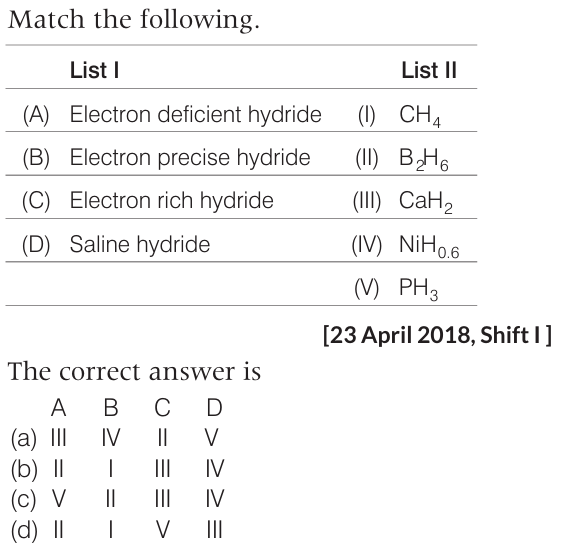 Match the following.
List I List II
(A) Electron deficient hydride (I) CH4
(B) Electron precise hydride (II) B2H6
(C) Electron rich hydride (III) CaH2
(D) Saline hydride (IV) NiH0.6
(V) PH3
[23 April 2018, Shift I]
The correct answer is
A B C D
(a) III IV II V
(b) II I III IV
(c) V II III IV
(d) II I V III